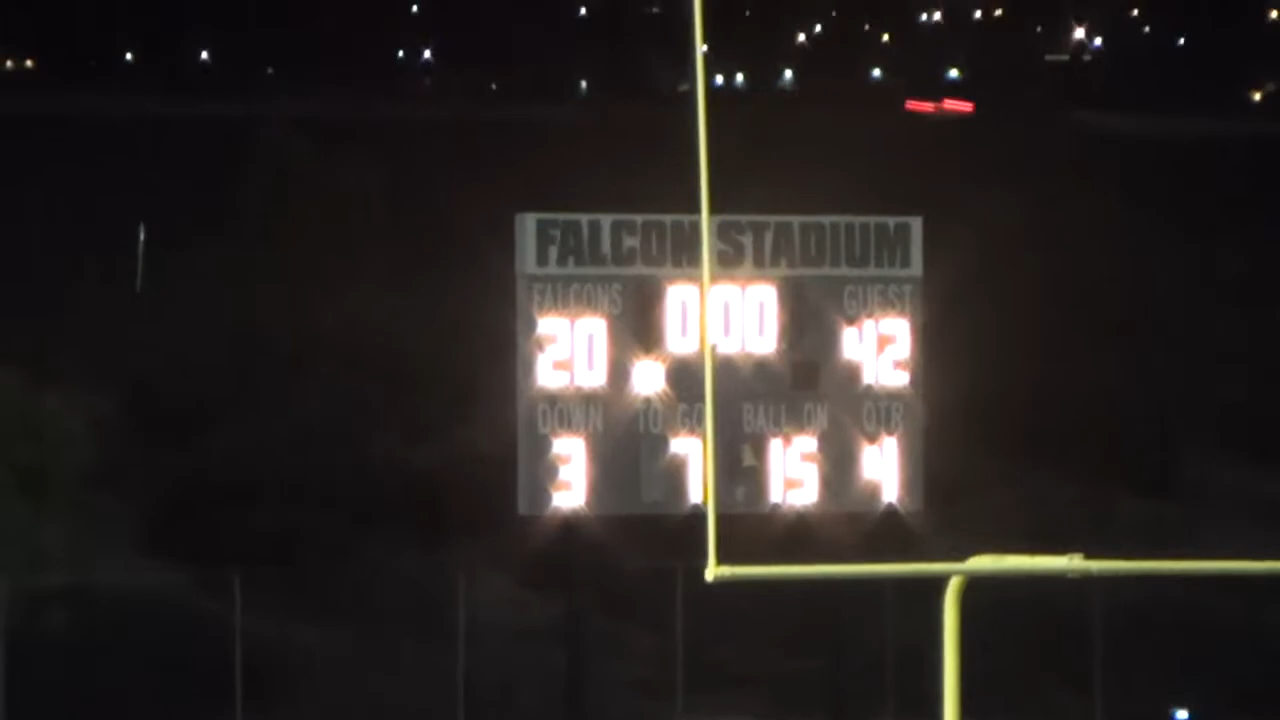 FALCON STADIUM
FALCONS 0:00 GUEST
20 42
DOWN TO GO BALL ON QTR
3 7 15 4